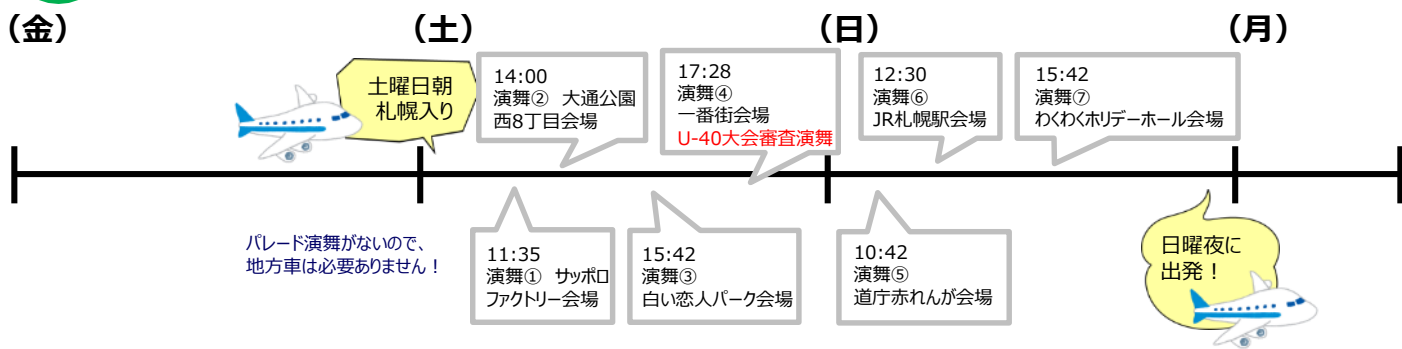 (金)
(土)
(日)
(月)
土曜日朝
札幌入り
14:00
演舞② 大通公園
西8丁目会場
17:28
演舞④
一番街会場
U-40大会審査演舞
12:30
演舞⑥
JR札幌駅会場
15:42
演舞⑦
わくわくホリデーホール会場
パレード演舞がないので、
地方車は必要ありません！
11:35
演舞① サッポロ
ファクトリー会場
15:42
演舞③
白い恋人パーク会場
10:42
演舞⑤
道庁赤れんが会場
日曜夜に
出発！